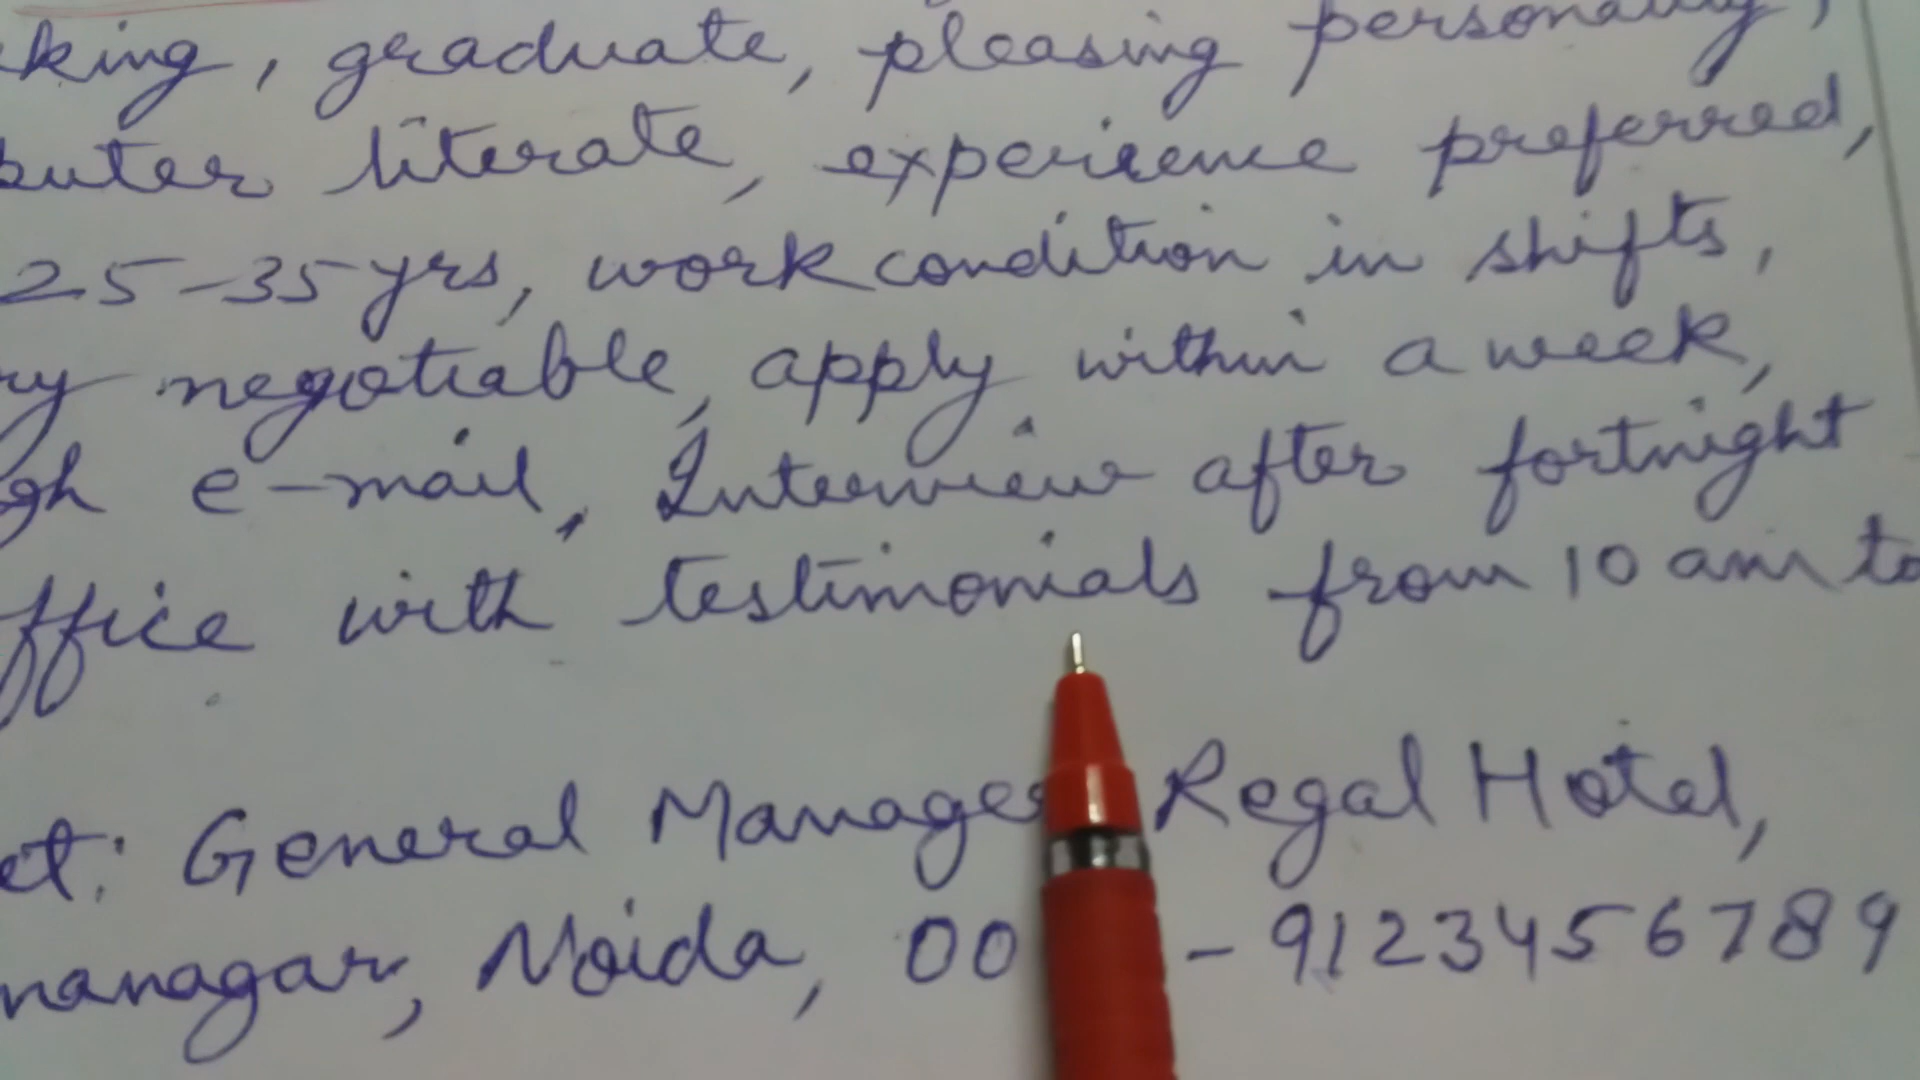 king, graduate, pleasing personality,
puter literate, experience preferred,
25-35 yrs, work condition in shifts,
ry negotiable, apply within a week,
gh e-mail, Interview after fortnight
ffice with testimonials from 10 am to
ct: General Manager Regal Hotel,
nanagar, Noida, 00 -9123456789